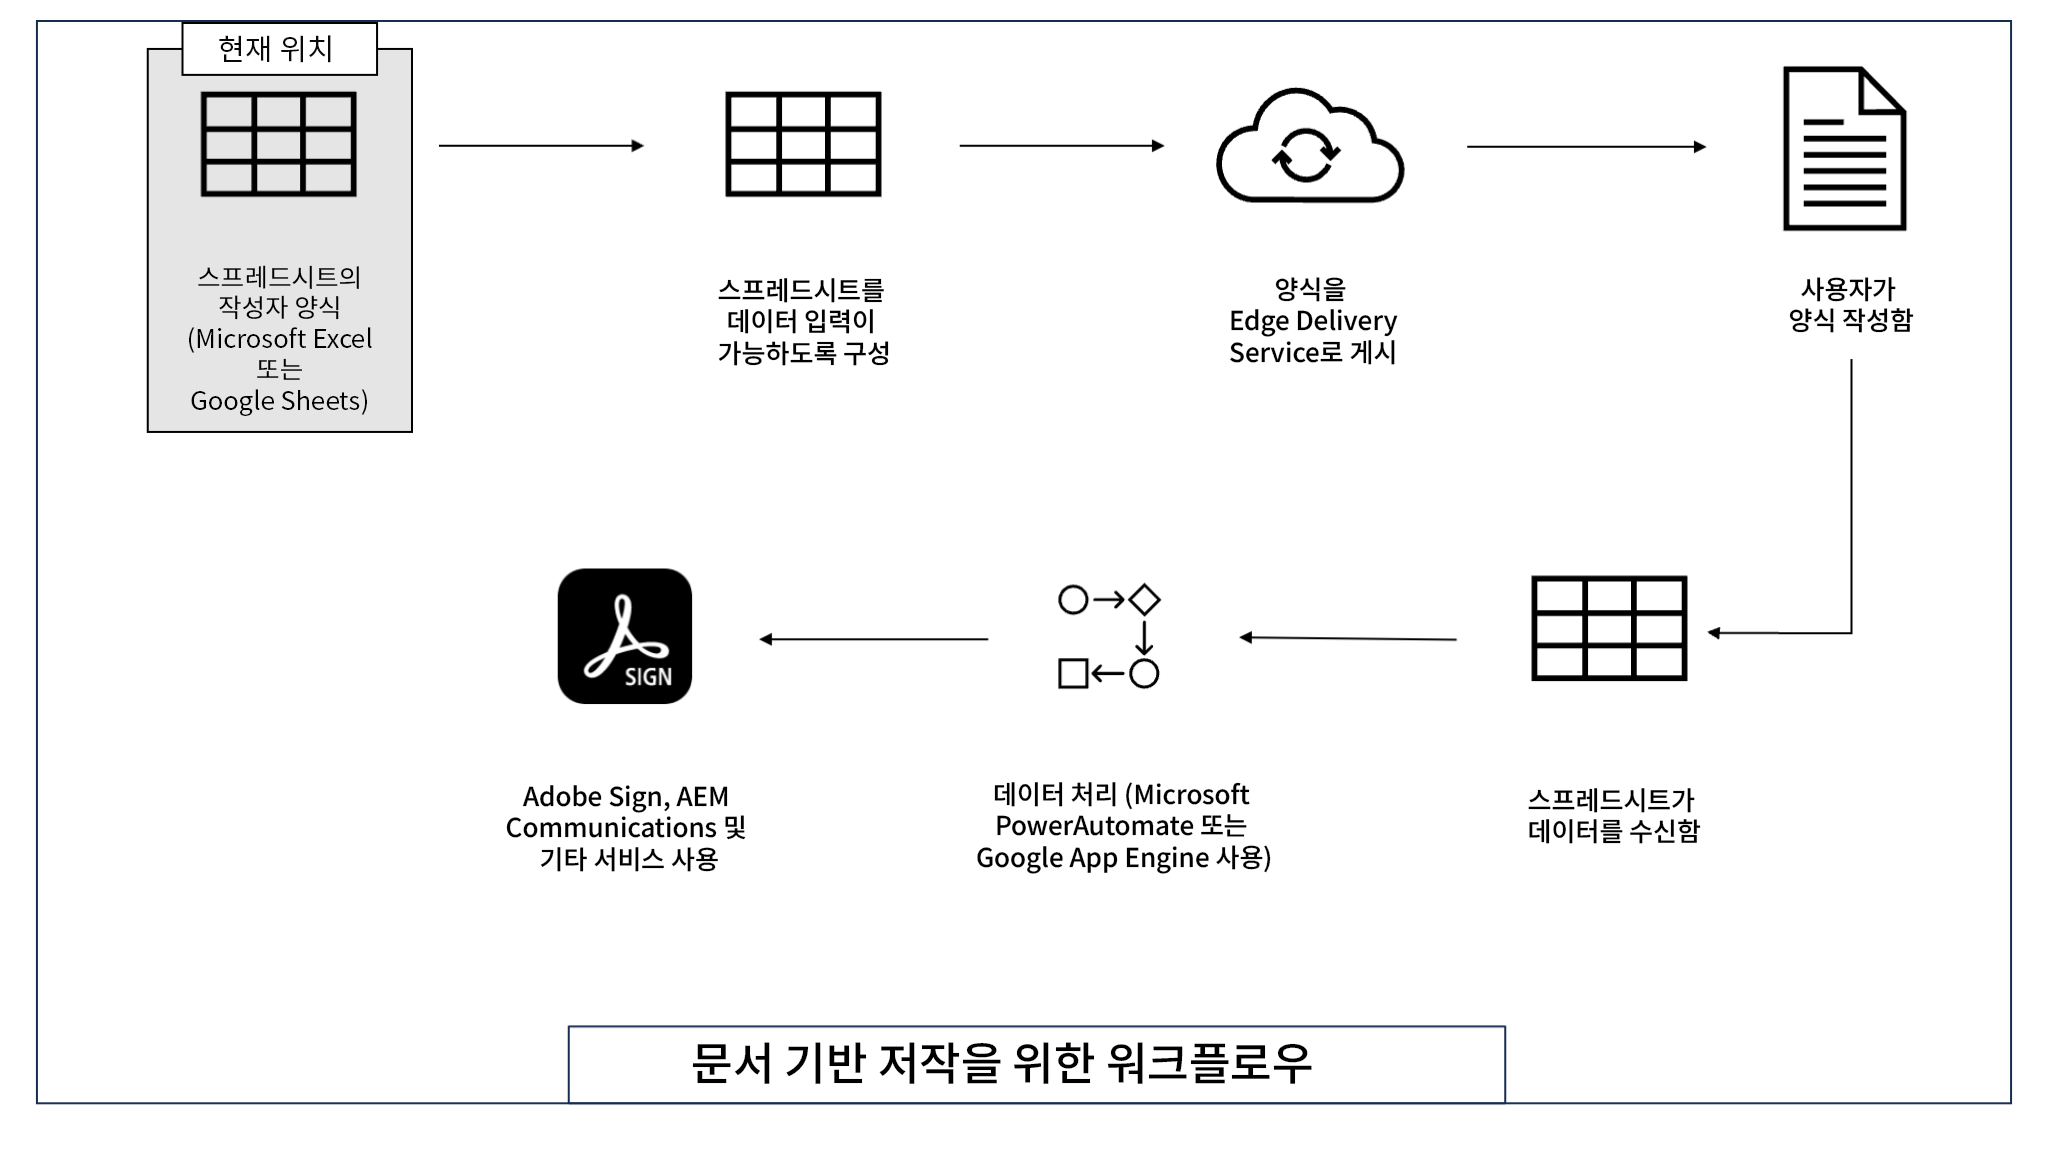 현재 위치
스프레드시트의
작성자 양식
(Microsoft Excel
또는
Google Sheets)
스프레드시트를
데이터 입력이
가능하도록 구성
양식을
Edge Delivery
Service로 게시
사용자가
양식 작성함
SIGN
Adobe Sign, AEM
Communications 및
기타 서비스 사용
데이터 처리 (Microsoft
PowerAutomate 또는
Google App Engine 사용)
스프레드시트가
데이터를 수신함
문서 기반 저작을 위한 워크플로우